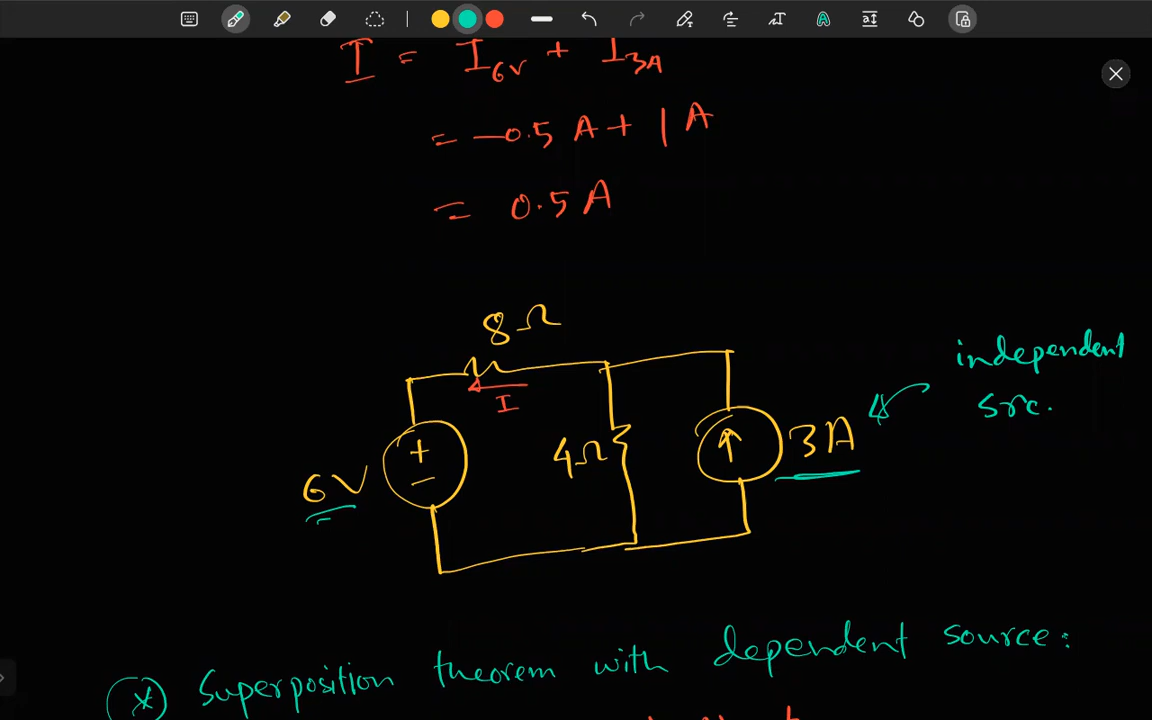 I = I6V + I3A
= -0.5 A + 1 A
= 0.5 A
8Ω
I
independent
src.
+
-
6V
4Ω
↑
3A
* Superposition theorem with dependent source: